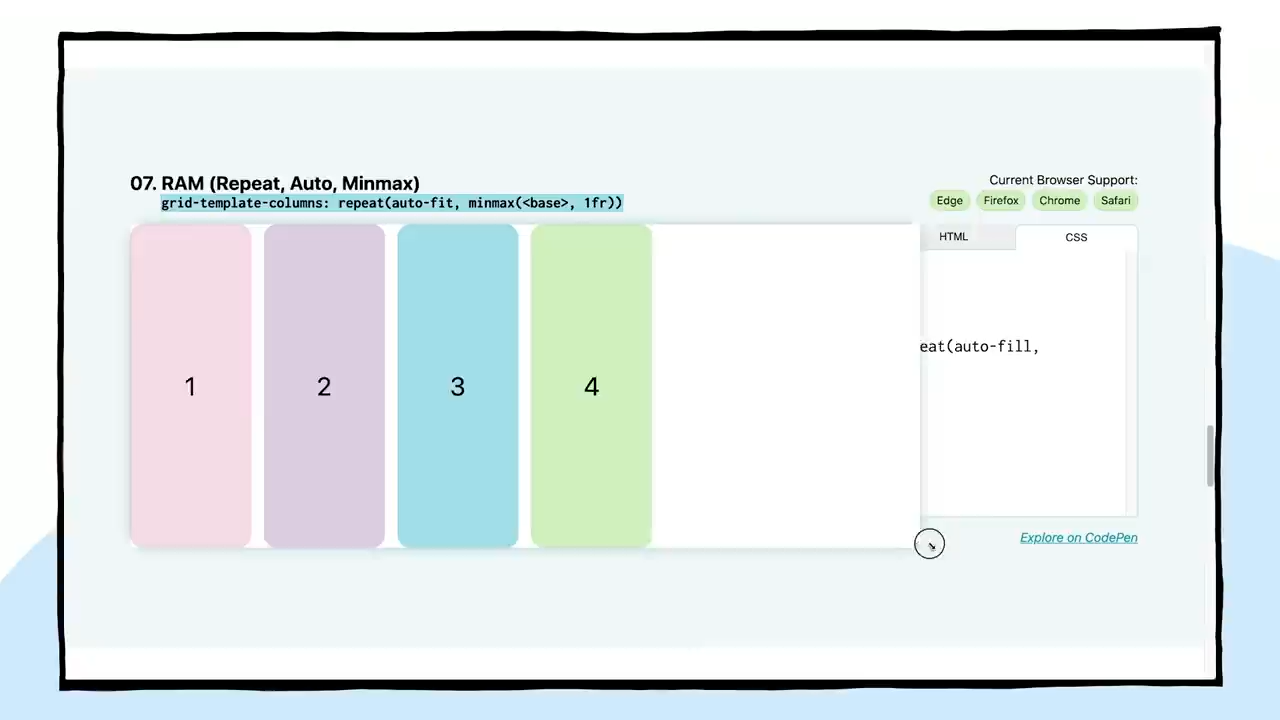 07. RAM (Repeat, Auto, Minmax)
grid-template-columns: repeat(auto-fit, minmax(<base>, 1fr))
Current Browser Support:
Edge Firefox Chrome Safari
HTML CSS
1 2 3 4
eat(auto-fill,
Explore on CodePen